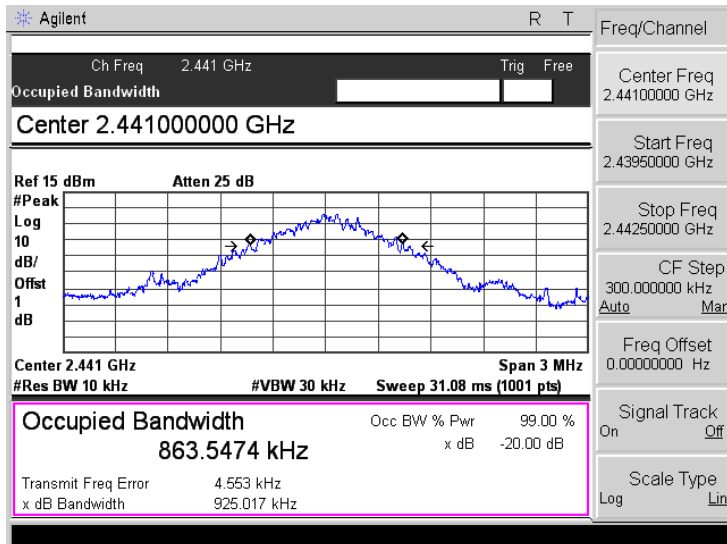 Agilent R T
Freq/Channel
Ch Freq 2.441 GHz Trig Free
Occupied Bandwidth
Center 2.441000000 GHz
Ref 15 dBm Atten 25 dB
#Peak
Log
10
dB/
Offst
1
dB
Center 2.441 GHz Span 3 MHz
#Res BW 10 kHz #VBW 30 kHz Sweep 31.08 ms (1001 pts)
Occupied Bandwidth
863.5474 kHz
Occ BW % Pwr 99.00 %
x dB -20.00 dB
Transmit Freq Error 4.553 kHz
x dB Bandwidth 925.017 kHz
Center Freq
2.44100000 GHz
Start Freq
2.43950000 GHz
Stop Freq
2.44250000 GHz
CF Step
300.000000 kHz
Auto Man
Freq Offset
0.00000000 Hz
Signal Track
On Off
Scale Type
Log Lin